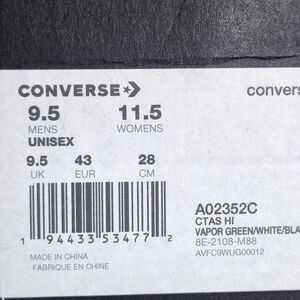 CONVERSE
convers
9.5 11.5
MENS WOMENS
UNISEX
9.5 43 28
UK EUR CM
A02352C
CTAS HI
VAPOR GREEN/WHITE/BLA
8E-2108-M88
AVFC9WUG00012
1 94433 53477 2
MADE IN CHINA
FABRIQUE EN CHINE